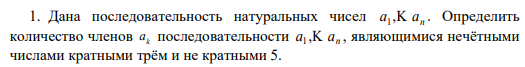 1. Дана последовательность натуральных чисел a₁,K aₙ. Определить
количество членов aₖ последовательности a₁,K aₙ, являющимися нечётными
числами кратными трём и не кратными 5.